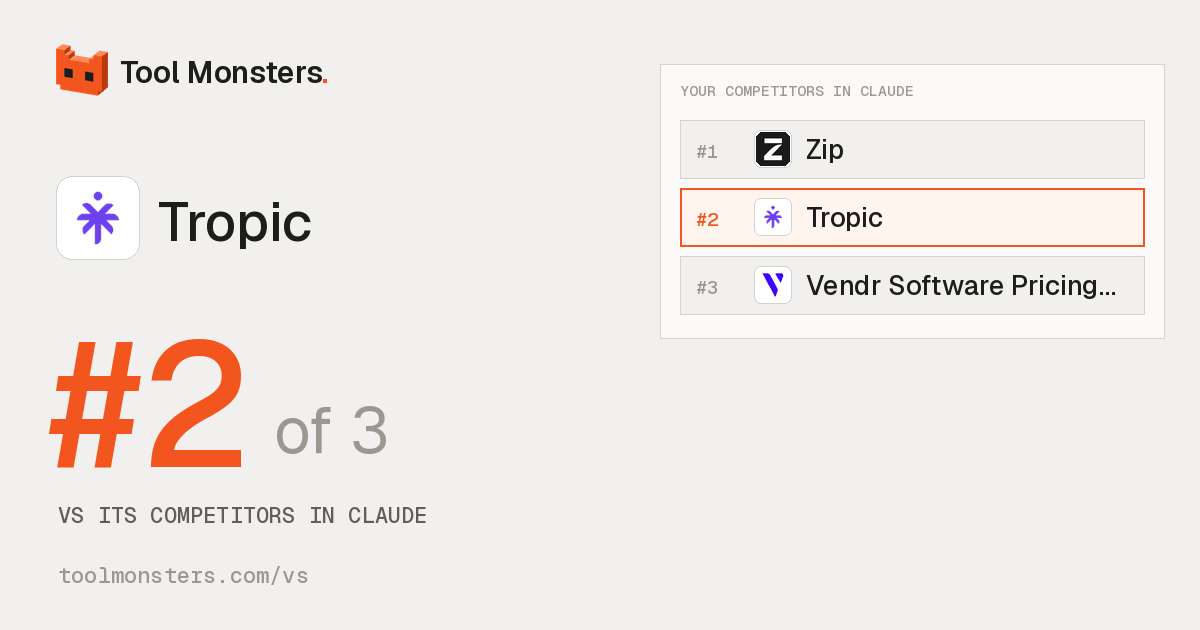 Tool Monsters.
Tropic
#2 of 3
VS ITS COMPETITORS IN CLAUDE
toolmonsters.com/vs
YOUR COMPETITORS IN CLAUDE
#1 Zip
#2 Tropic
#3 Vendr Software Pricing...